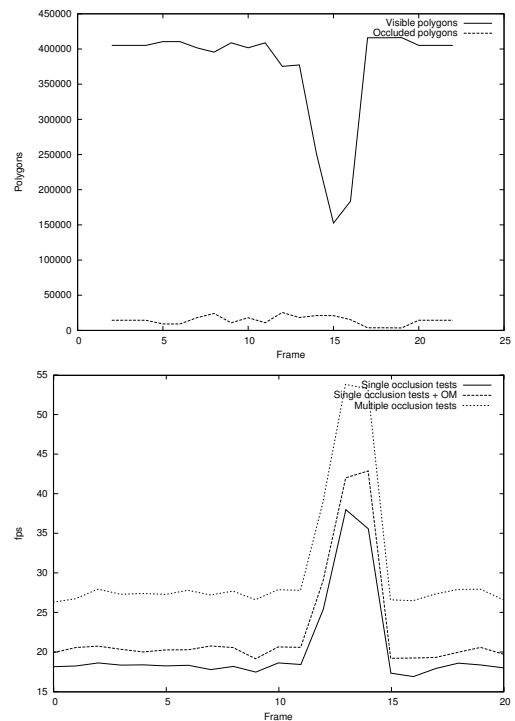 450000
400000
350000
300000
250000
200000
150000
100000
50000
0
Polygons
Visible polygons
Occluded polygons
0 5 10 15 20 25
Frame
55
50
45
40
35
30
25
20
15
fps
Single occlusion tests
Single occlusion tests + OM
Multiple occlusion tests
0 5 10 15 20
Frame